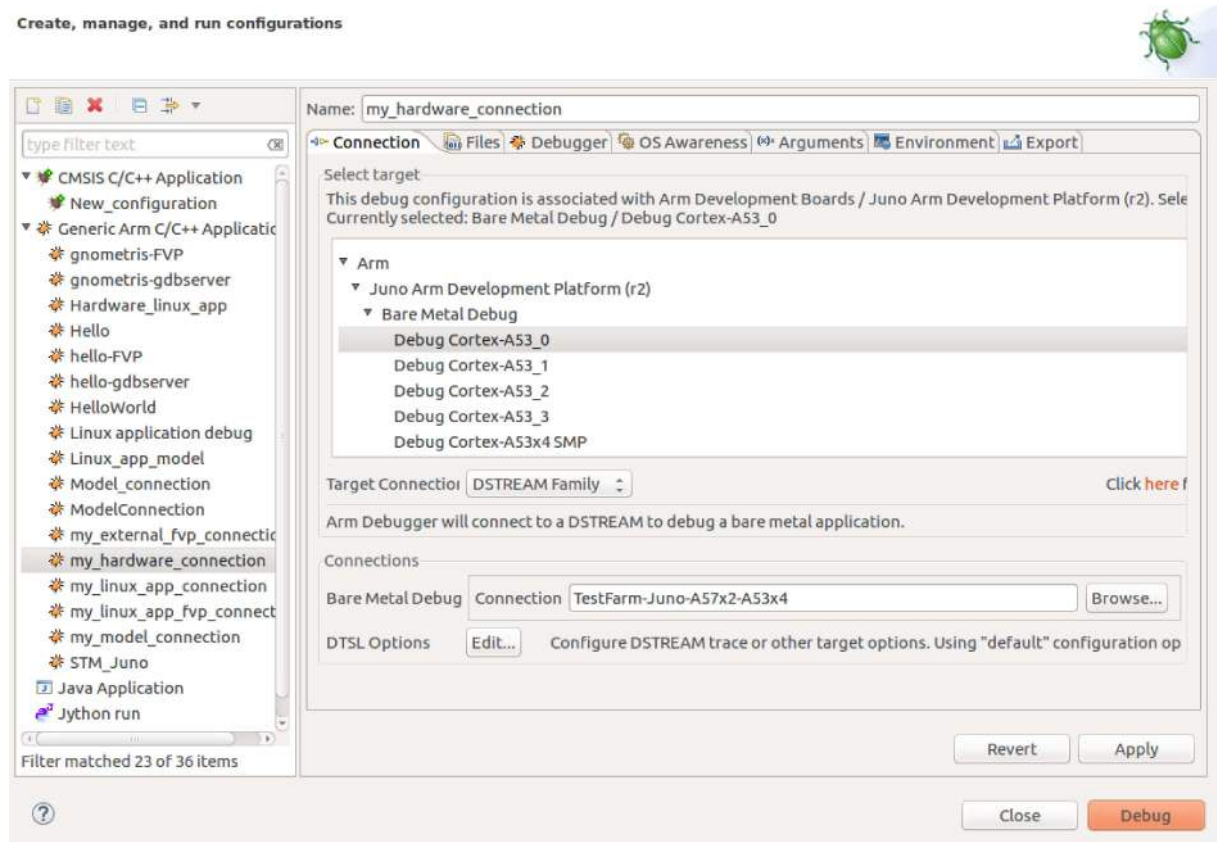 Create, manage, and run configurations
type filter text
CMSIS C/C++ Application
New_configuration
Generic Arm C/C++ Applicatic
gnometris-FVP
gnometris-gdbserver
Hardware_linux_app
Hello
hello-FVP
hello-gdbserver
HelloWorld
Linux application debug
Linux_app_model
Model_connection
ModelConnection
my_external_fvp_connectic
my_hardware_connection
my_linux_app_connection
my_linux_app_fvp_connect
my_model_connection
STM_Juno
Java Application
Jython run
Filter matched 23 of 36 items
Name: my_hardware_connection
Connection Files Debugger OS Awareness Arguments Environment Export
Select target
This debug configuration is associated with Arm Development Boards / Juno Arm Development Platform (r2). Sele
Currently selected: Bare Metal Debug / Debug Cortex-A53_0
Arm
Juno Arm Development Platform (r2)
Bare Metal Debug
Debug Cortex-A53_0
Debug Cortex-A53_1
Debug Cortex-A53_2
Debug Cortex-A53_3
Debug Cortex-A53x4 SMP
Target Connectior DSTREAM Family Click here f
Arm Debugger will connect to a DSTREAM to debug a bare metal application.
Connections
Bare Metal Debug Connection TestFarm-Juno-A57x2-A53x4 Browse...
DTSL Options Edit... Configure DSTREAM trace or other target options. Using "default" configuration op
Revert Apply
Close Debug